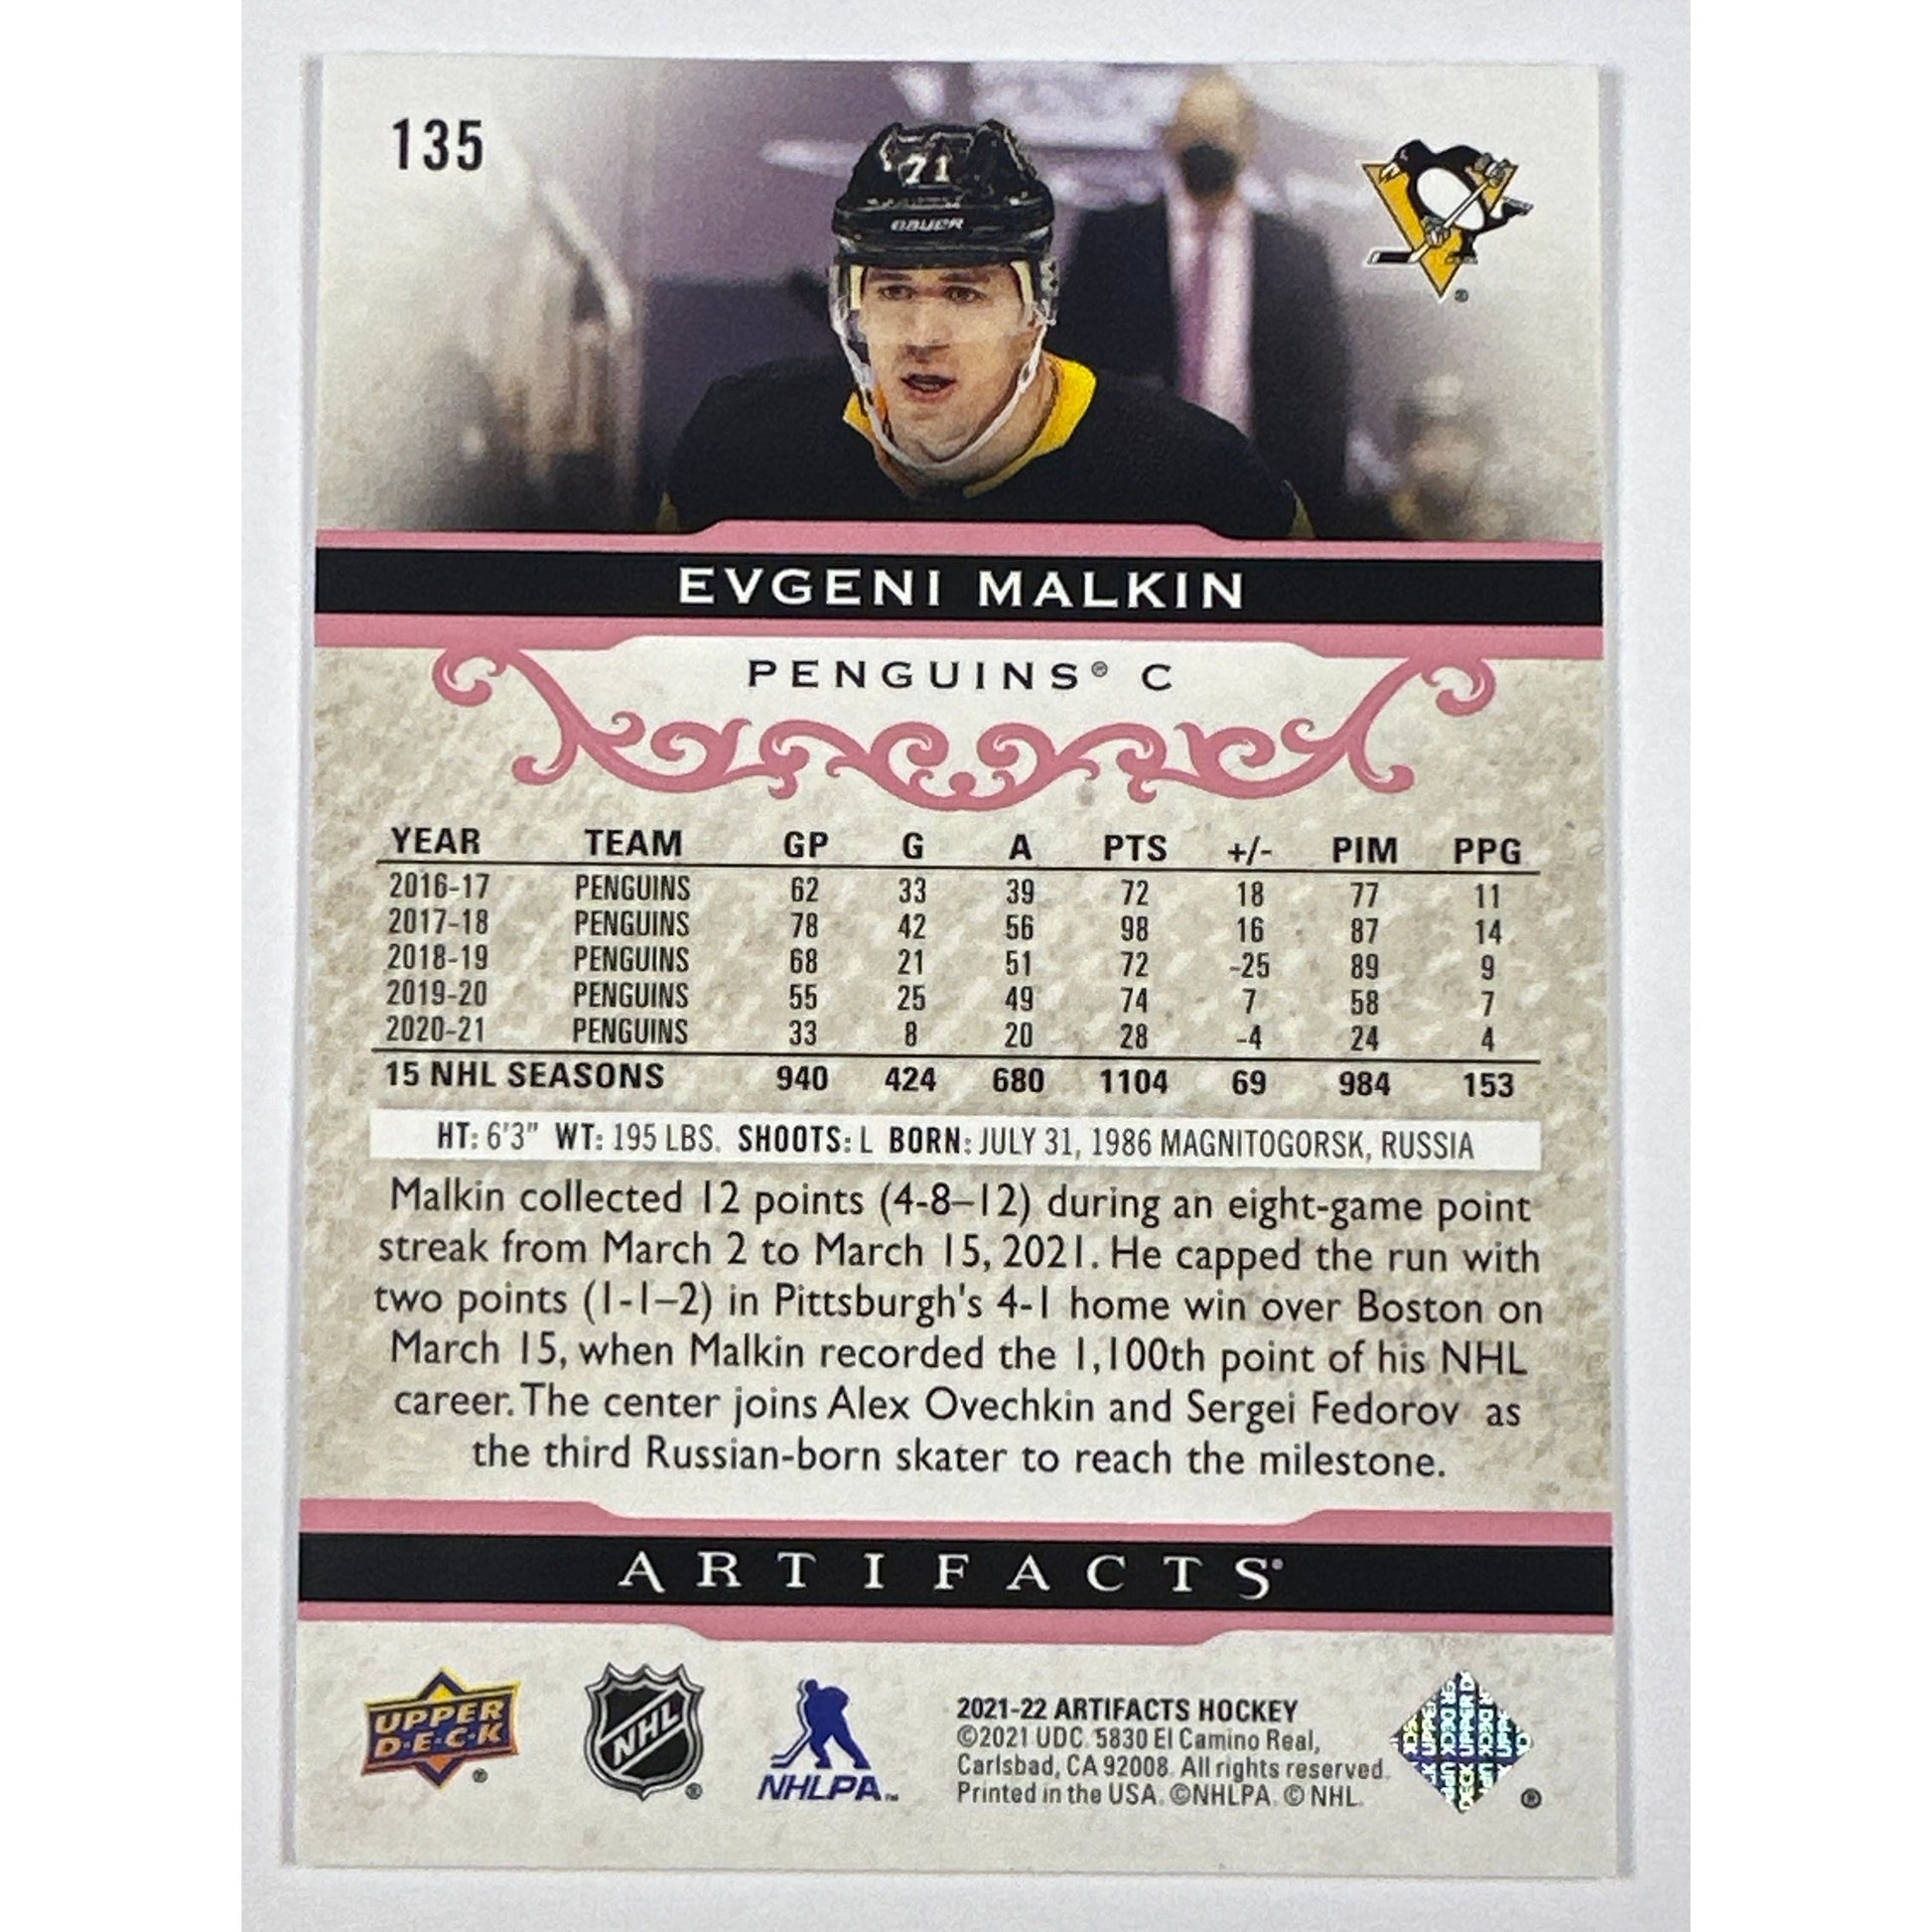 135
71
BAUER
EVGENI MALKIN
PENGUINS® C
YEAR TEAM GP G A PTS +/- PIM PPG
2016-17 PENGUINS 62 33 39 72 18 77 11
2017-18 PENGUINS 78 42 56 98 16 87 14
2018-19 PENGUINS 68 21 51 72 -25 89 9
2019-20 PENGUINS 55 25 49 74 7 58 7
2020-21 PENGUINS 33 8 20 28 -4 24 4
15 NHL SEASONS 940 424 680 1104 69 984 153
HT: 6'3" WT: 195 LBS. SHOOTS: L BORN: JULY 31, 1986 MAGNITOGORSK, RUSSIA
Malkin collected 12 points (4-8–12) during an eight-game point
streak from March 2 to March 15, 2021. He capped the run with
two points (1-1–2) in Pittsburgh's 4-1 home win over Boston on
March 15, when Malkin recorded the 1,100th point of his NHL
career. The center joins Alex Ovechkin and Sergei Fedorov as
the third Russian-born skater to reach the milestone.
ARTIFACTS®
UPPER
D·E·C·K
®
NHL
®
NHLPA™
2021-22 ARTIFACTS HOCKEY
©2021 UDC. 5830 El Camino Real,
Carlsbad, CA 92008. All rights reserved.
Printed in the USA. ©NHLPA. © NHL.
UPPER DECK
®